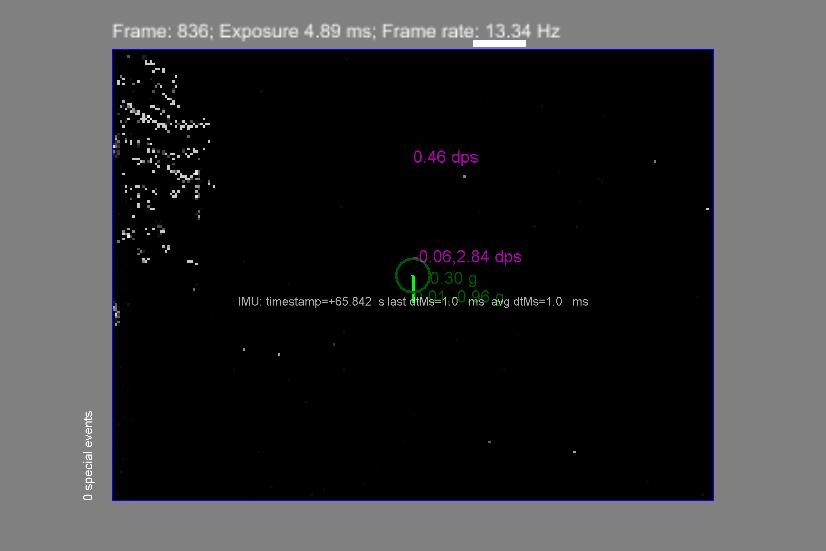 Frame: 836; Exposure 4.89 ms; Frame rate: 13.34 Hz
0.46 dps
-0.06,2.84 dps
0.30 g
0.96 g
IMU: timestamp=+65.842 s last dtMs=1.0 ms avg dtMs=1.0 ms
0 special events